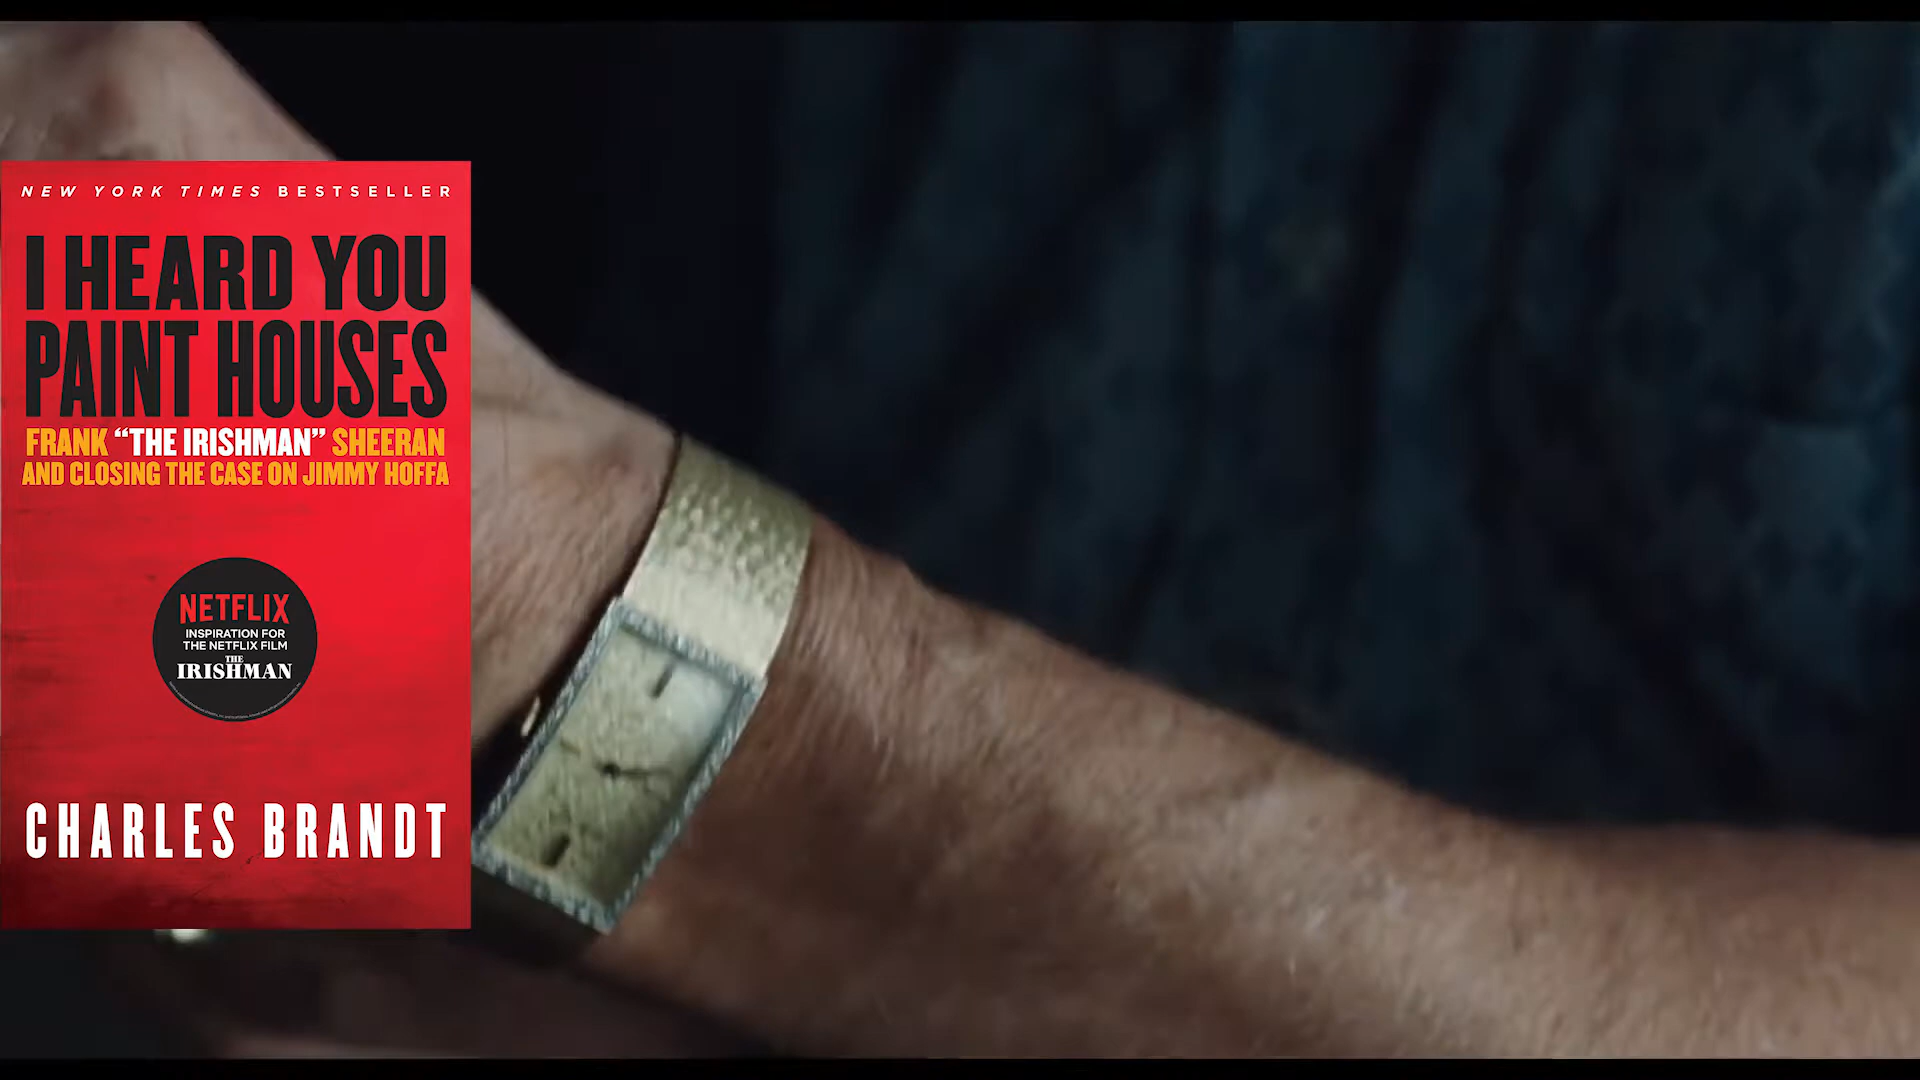 NEW YORK TIMES BESTSELLER
I HEARD YOU
PAINT HOUSES
FRANK “THE IRISHMAN” SHEERAN
AND CLOSING THE CASE ON JIMMY HOFFA
NETFLIX
INSPIRATION FOR
THE NETFLIX FILM
THE
IRISHMAN
CHARLES BRANDT